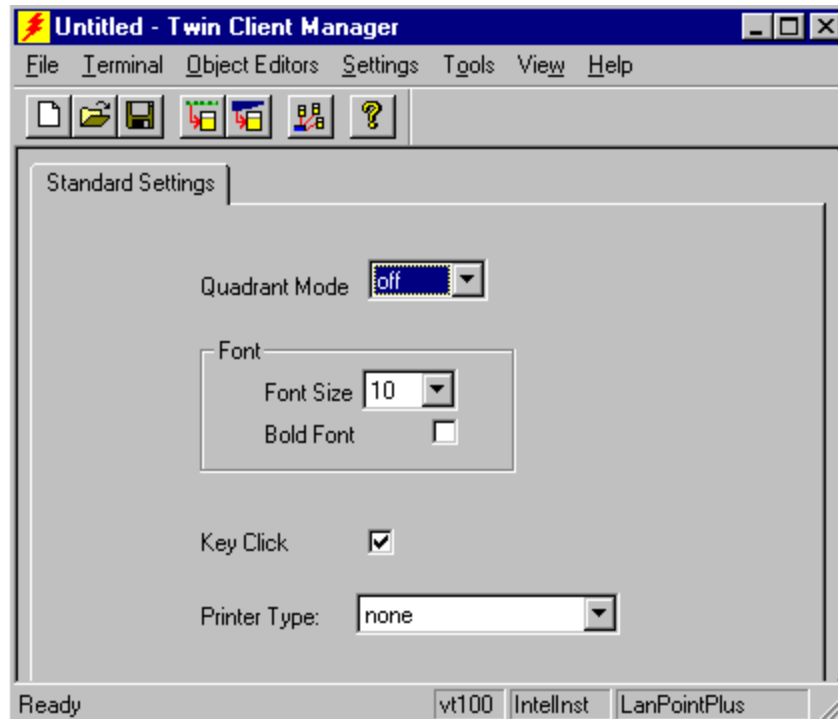 Untitled - Twin Client Manager
File Terminal Object Editors Settings Tools View Help
Standard Settings
Quadrant Mode off
Font
Font Size 10
Bold Font
Key Click
Printer Type: none
Ready vt100 IntelInst LanPointPlus